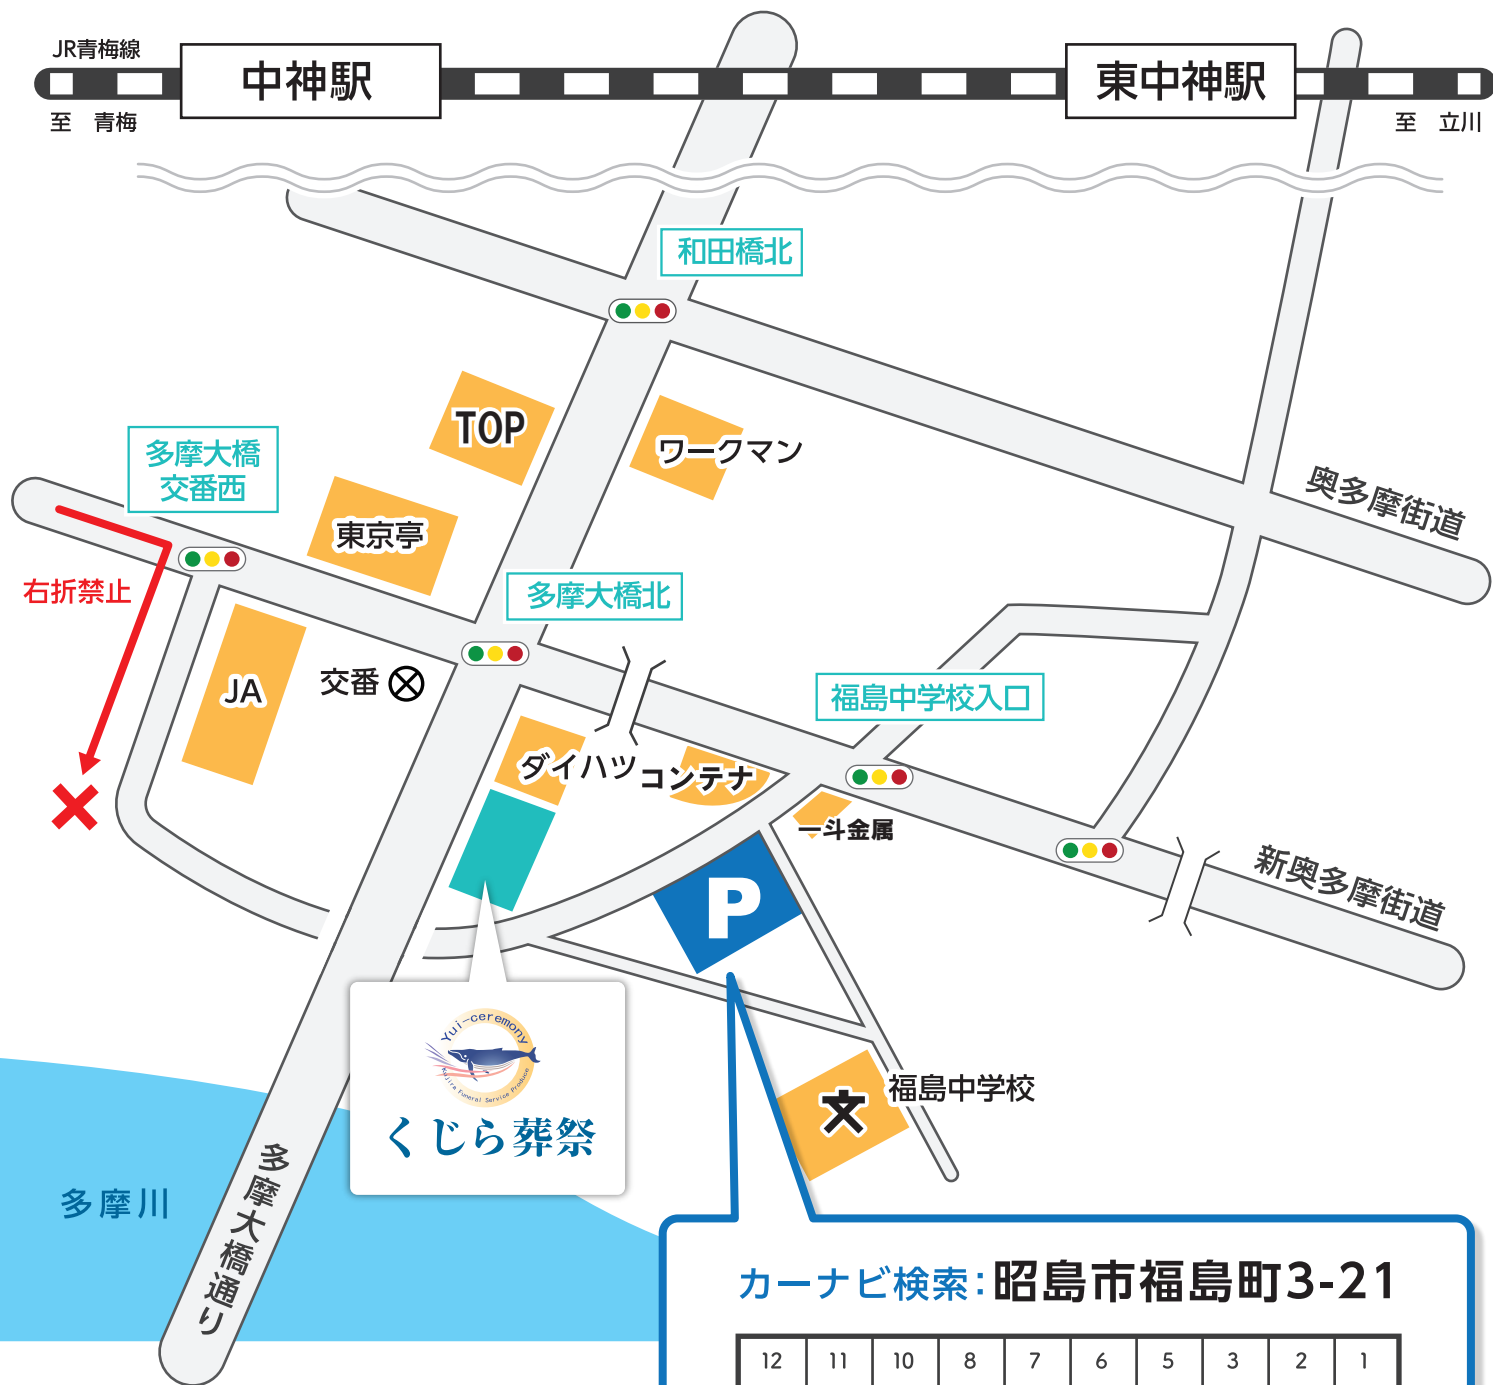 JR青梅線
中神駅
東中神駅
至 青梅
至 立川
和田橋北
TOP
ワークマン
多摩大橋
交番西
東京亭
奥多摩街道
右折禁止
多摩大橋北
JA
交番
福島中学校入口
ダイハツ
コンテナ
一斗金属
新奥多摩街道
P
Yui-ceremony
Kujira Funeral Service Produce
くじら葬祭
文
福島中学校
多摩川
多摩大橋通り
カーナビ検索:昭島市福島町3-21
12 11 10 8 7 6 5 3 2 1